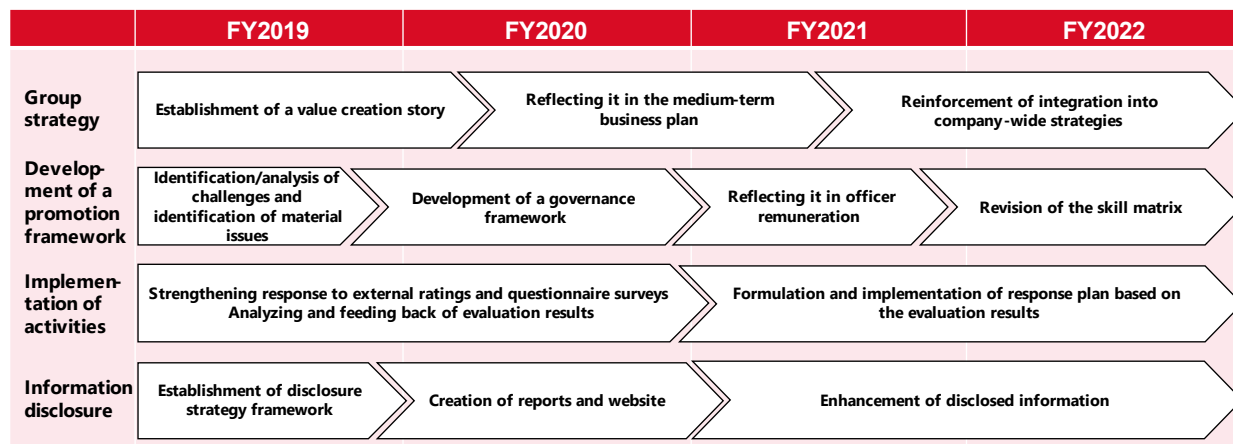 FY2019 FY2020 FY2021 FY2022
Group
strategy
Establishment of a value creation story
Reflecting it in the medium-term
business plan
Reinforcement of integration into
company-wide strategies
Develop-
ment of a
promotion
framework
Identification/analysis of
challenges and
identification of material
issues
Development of a governance
framework
Reflecting it in officer
remuneration
Revision of the skill matrix
Implemen-
tation of
activities
Strengthening response to external ratings and questionnaire surveys
Analyzing and feeding back of evaluation results
Formulation and implementation of response plan based on
the evaluation results
Information
disclosure
Establishment of disclosure
strategy framework
Creation of reports and website
Enhancement of disclosed information